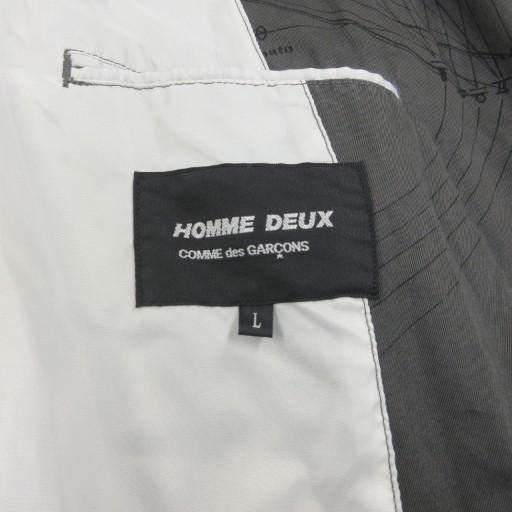 HOMME DEUX
COMME des GARÇONS
*
L